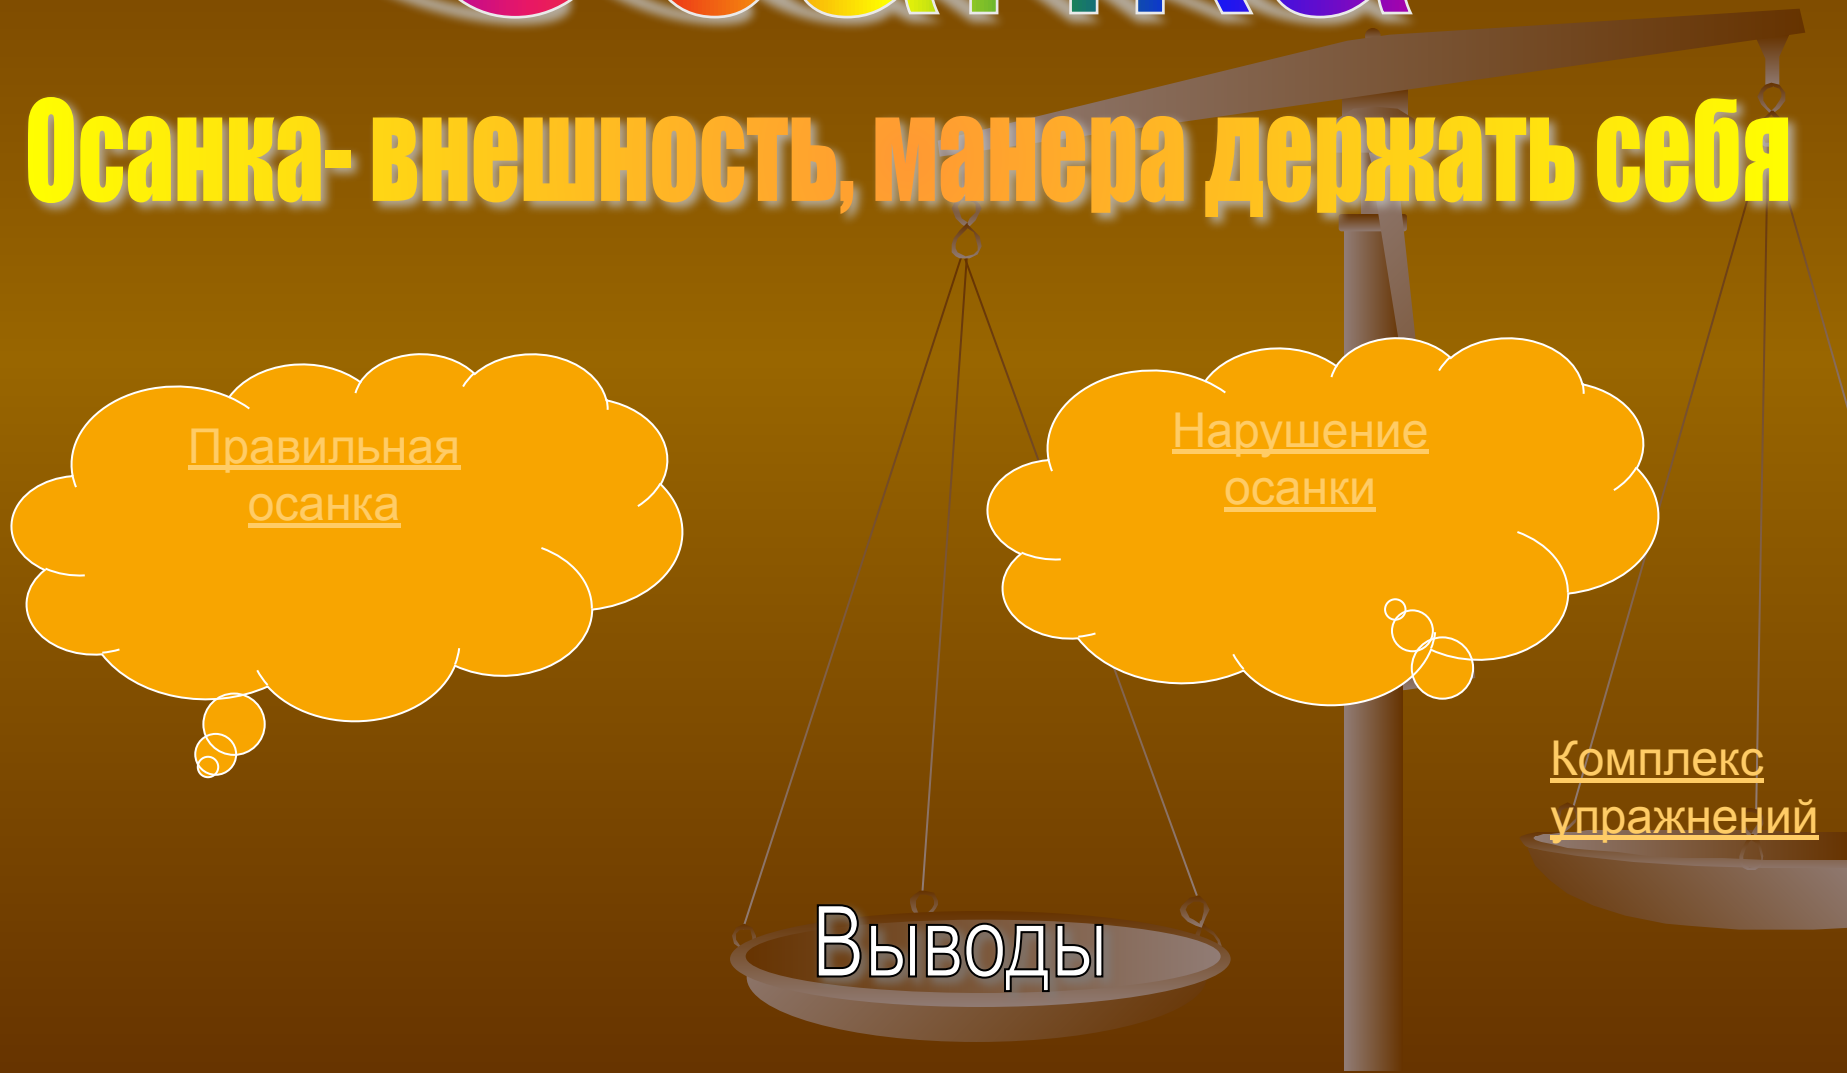 Осанка- внешность, манера держать себя
Правильная
осанка
Нарушение
осанки
Комплекс
упражнений
Выводы